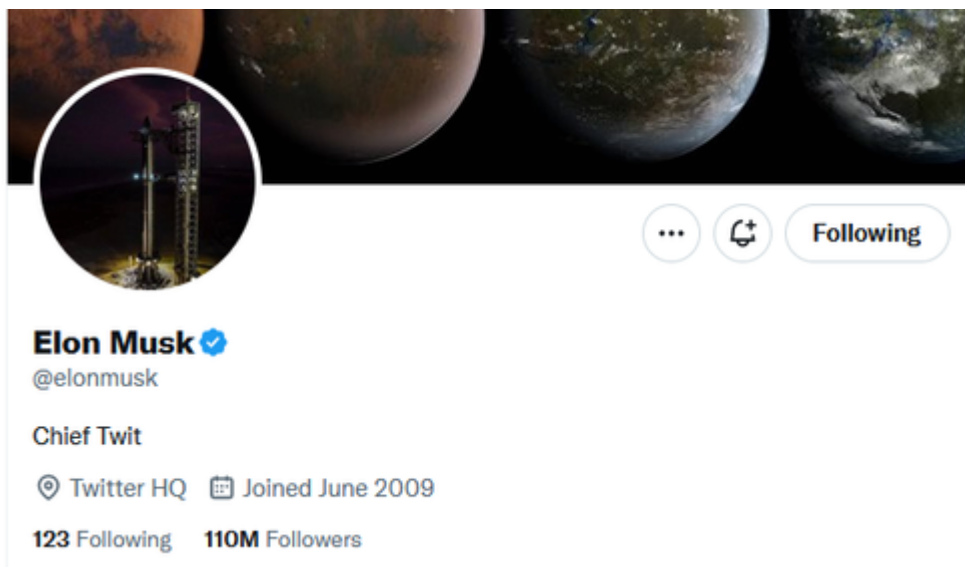 Following
Elon Musk
@elonmusk
Chief Twit
Twitter HQ Joined June 2009
123 Following 110M Followers